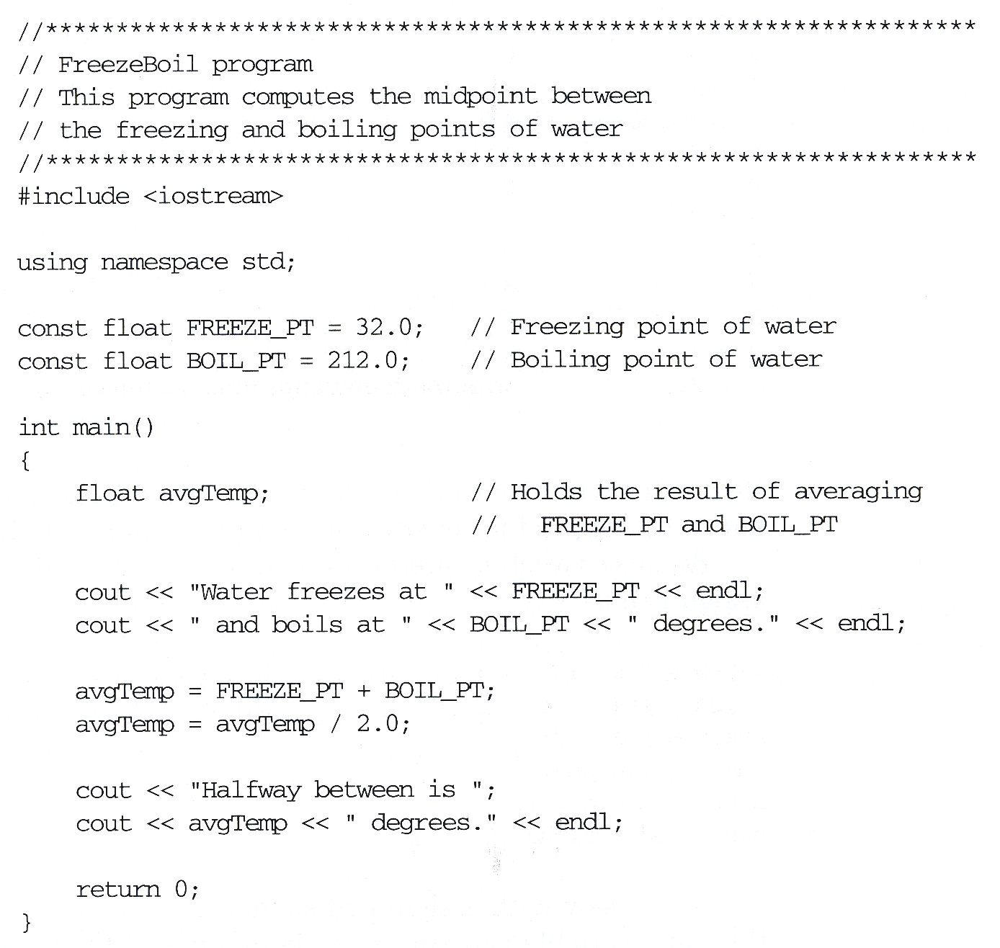 //******************************************************************
// FreezeBoil program
// This program computes the midpoint between
// the freezing and boiling points of water
//******************************************************************
#include <iostream>
using namespace std;
const float FREEZE_PT = 32.0;   // Freezing point of water
const float BOIL_PT = 212.0;    // Boiling point of water
int main()
{
    float avgTemp;              // Holds the result of averaging
                                //   FREEZE_PT and BOIL_PT
    cout << "Water freezes at " << FREEZE_PT << endl;
    cout << " and boils at " << BOIL_PT << " degrees." << endl;
    avgTemp = FREEZE_PT + BOIL_PT;
    avgTemp = avgTemp / 2.0;
    cout << "Halfway between is ";
    cout << avgTemp << " degrees." << endl;
    return 0;
}